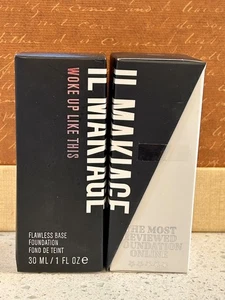 WOKE UP LIKE THIS
IL MAKIAGE
FLAWLESS BASE
FOUNDATION
FOND DE TEINT
30 ML/1 FL OZ e
IL MAKIAGE
THE MOST
REVIEWED
FOUNDATION
ONLINE